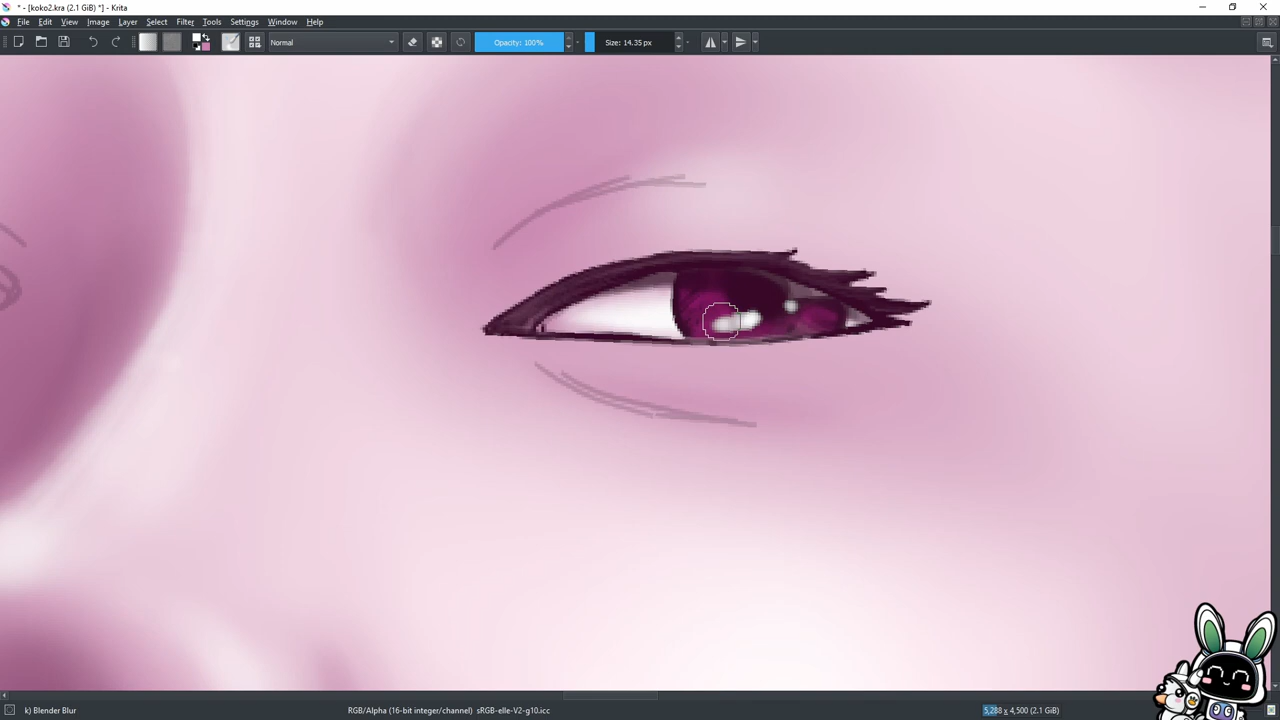 * - [koko2.kra (2.1 GiB) *] - Krita
File Edit View Image Layer Select Filter Tools Settings Window Help
Normal Opacity: 100% Size: 14.35 px
k) Blender Blur RGB/Alpha (16-bit integer/channel) sRGB-elle-V2-g10.icc 5,288 x 4,500 (2.1 GiB)